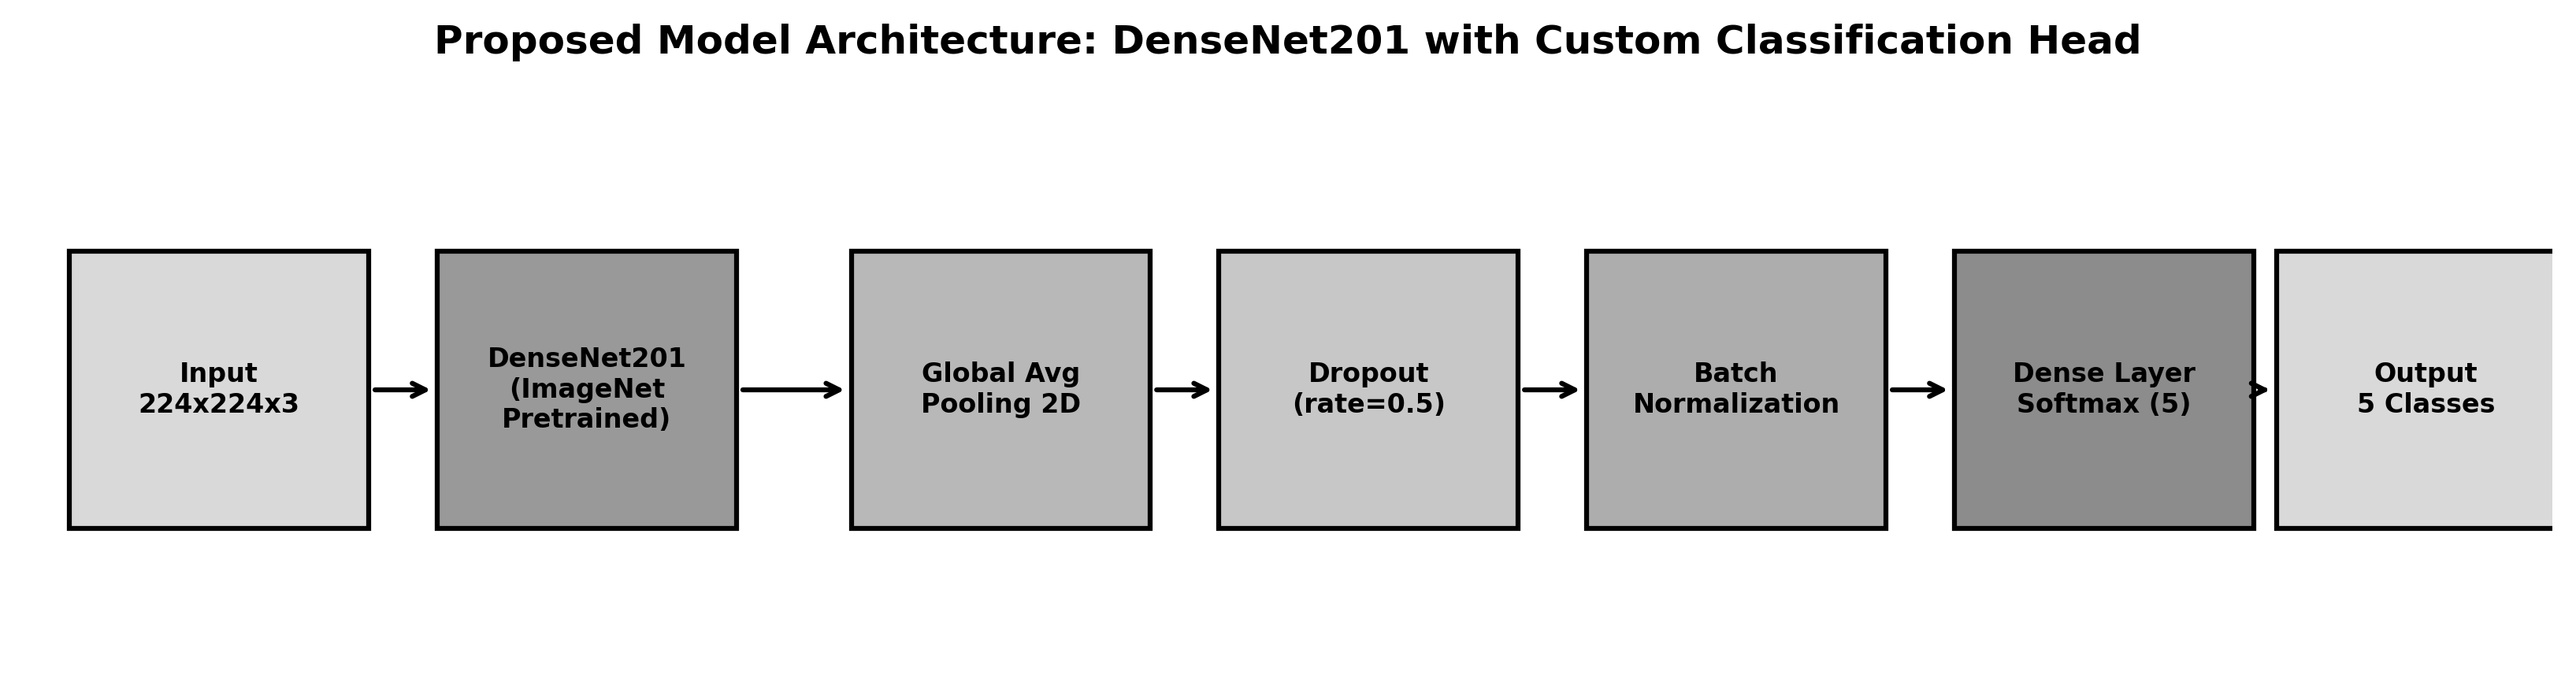 Proposed Model Architecture: DenseNet201 with Custom Classification Head
Input
224x224x3
DenseNet201
(ImageNet
Pretrained)
Global Avg
Pooling 2D
Dropout
(rate=0.5)
Batch
Normalization
Dense Layer
Softmax (5)
Output
5 Classes